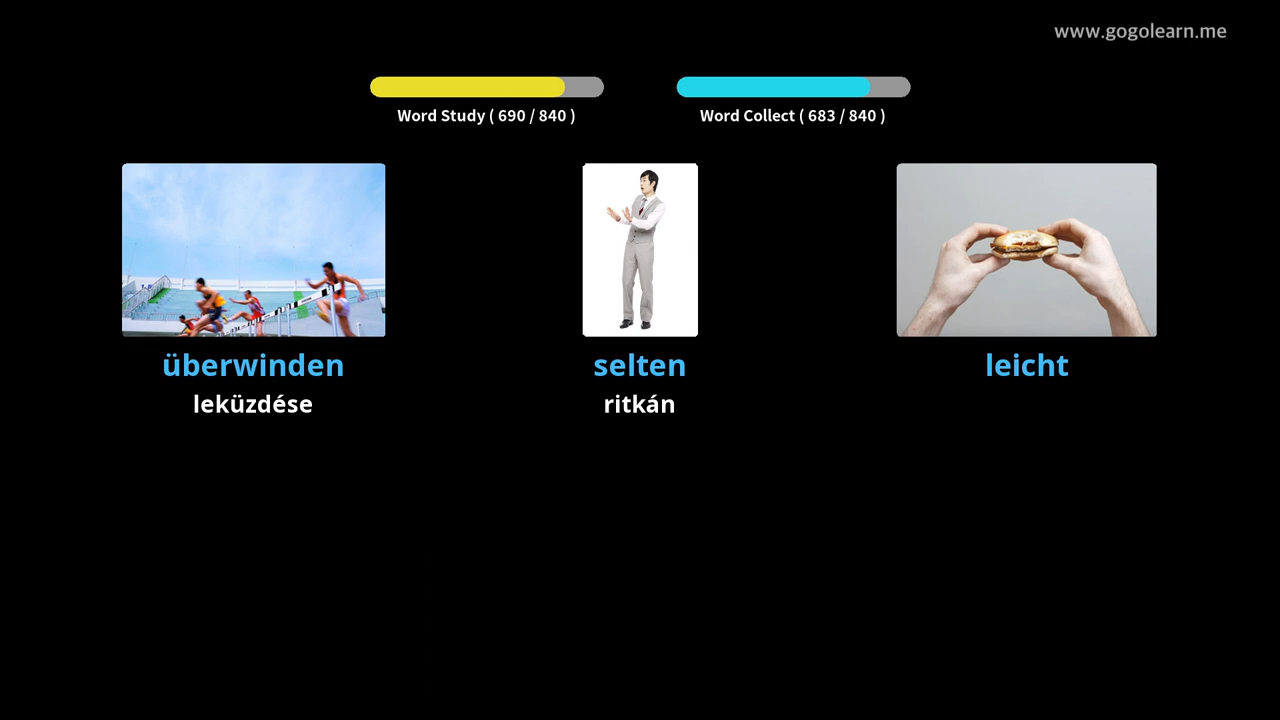 www.gogolearn.me
Word Study ( 690 / 840 )
Word Collect ( 683 / 840 )
überwinden
leküzdése
selten
ritkán
leicht